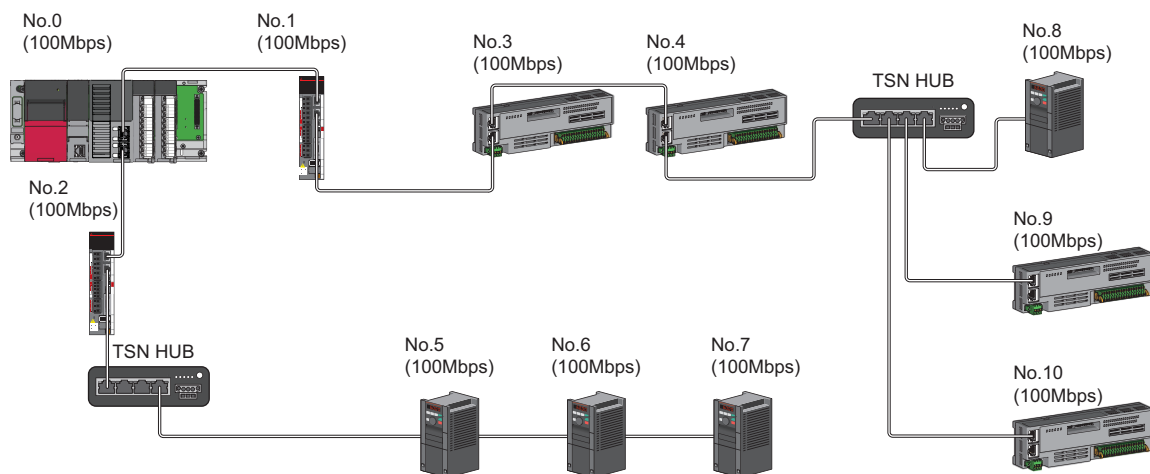 No.0
(100Mbps)
No.1
(100Mbps)
No.3
(100Mbps)
No.4
(100Mbps)
TSN HUB
No.8
(100Mbps)
No.2
(100Mbps)
No.9
(100Mbps)
TSN HUB
No.5
(100Mbps)
No.6
(100Mbps)
No.7
(100Mbps)
No.10
(100Mbps)